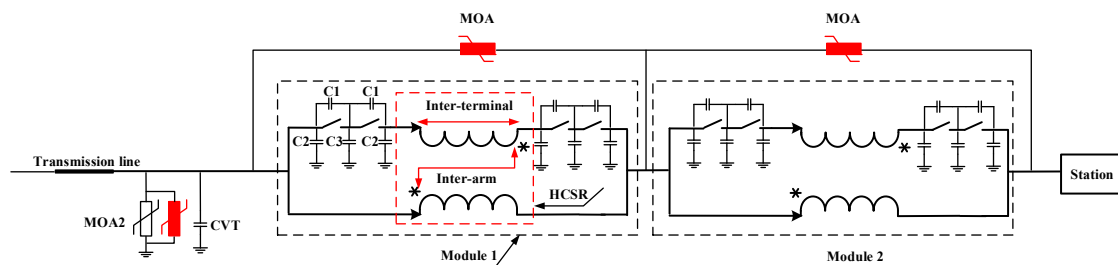 MOA
MOA
C1 C1
Inter-terminal
C2 C3 C2
*
*
Transmission line
Inter-arm
*
*
HCSR
Station
MOA2
CVT
Module 1
Module 2